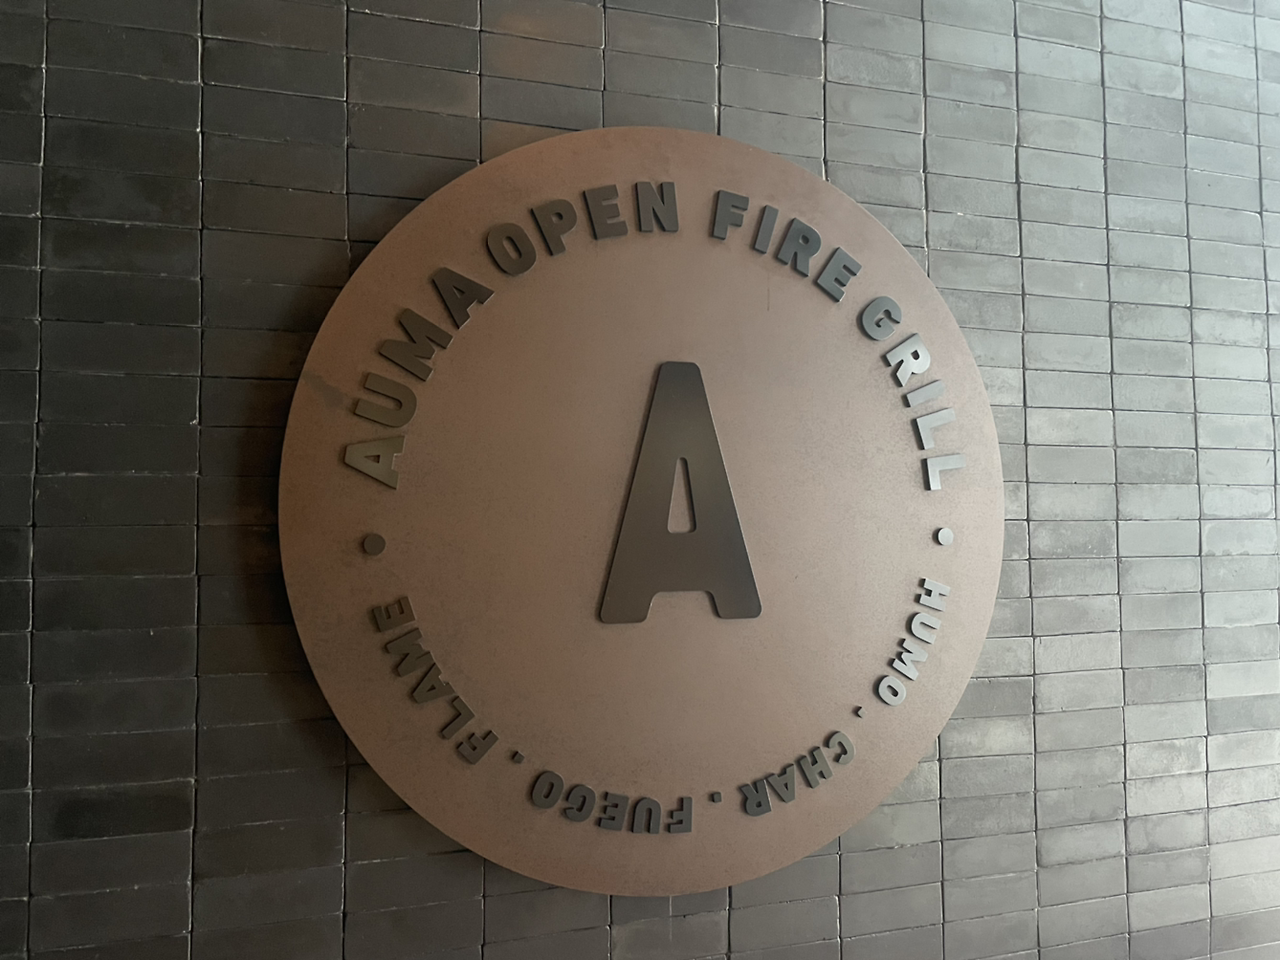 AUMA OPEN FIRE GRILL
A
• HUMO . CHAR . FUEGO . FLAME •